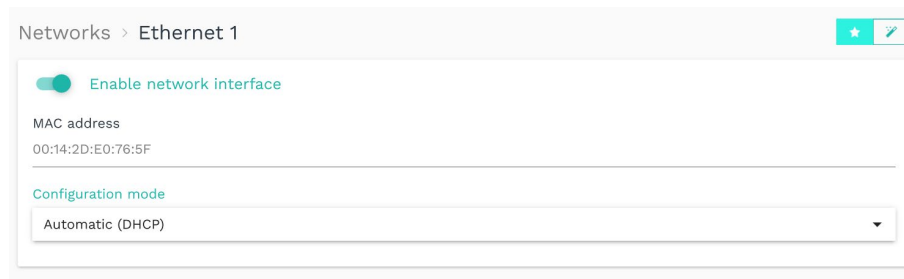 Networks > Ethernet 1
Enable network interface
MAC address
00:14:2D:E0:76:5F
Configuration mode
Automatic (DHCP)